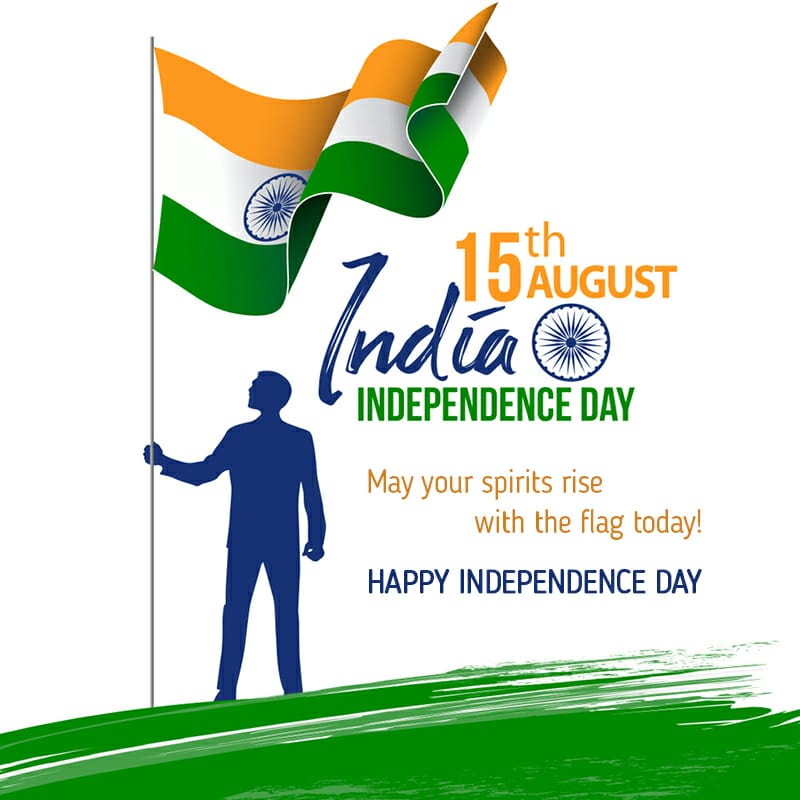 15th
AUGUST
India
INDEPENDENCE DAY
May your spirits rise
with the flag today!
HAPPY INDEPENDENCE DAY